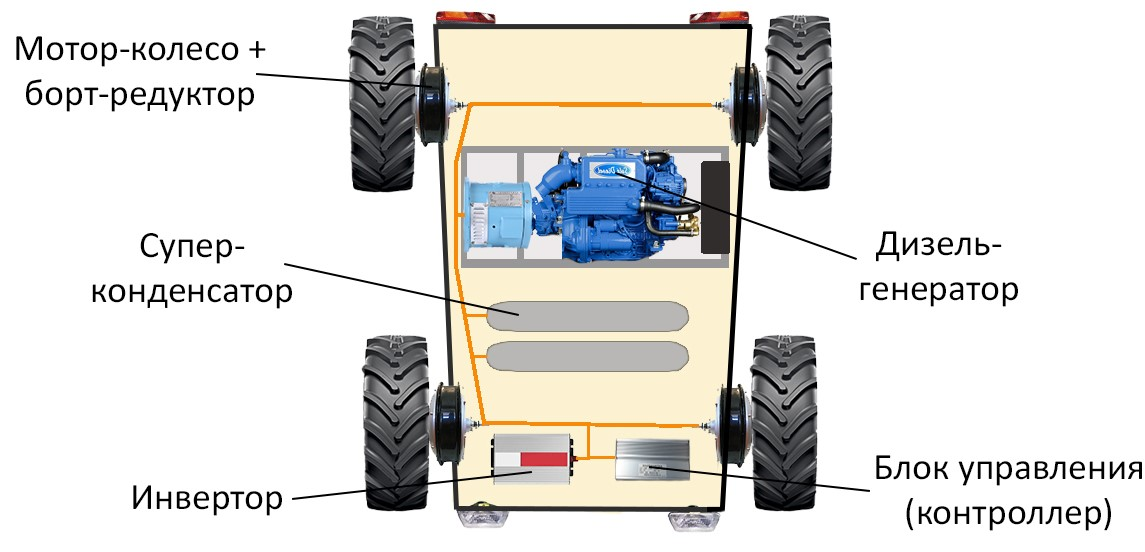 Мотор-колесо +
борт-редуктор
Супер-
конденсатор
Дизель-
генератор
Инвертор
Блок управления
(контроллер)